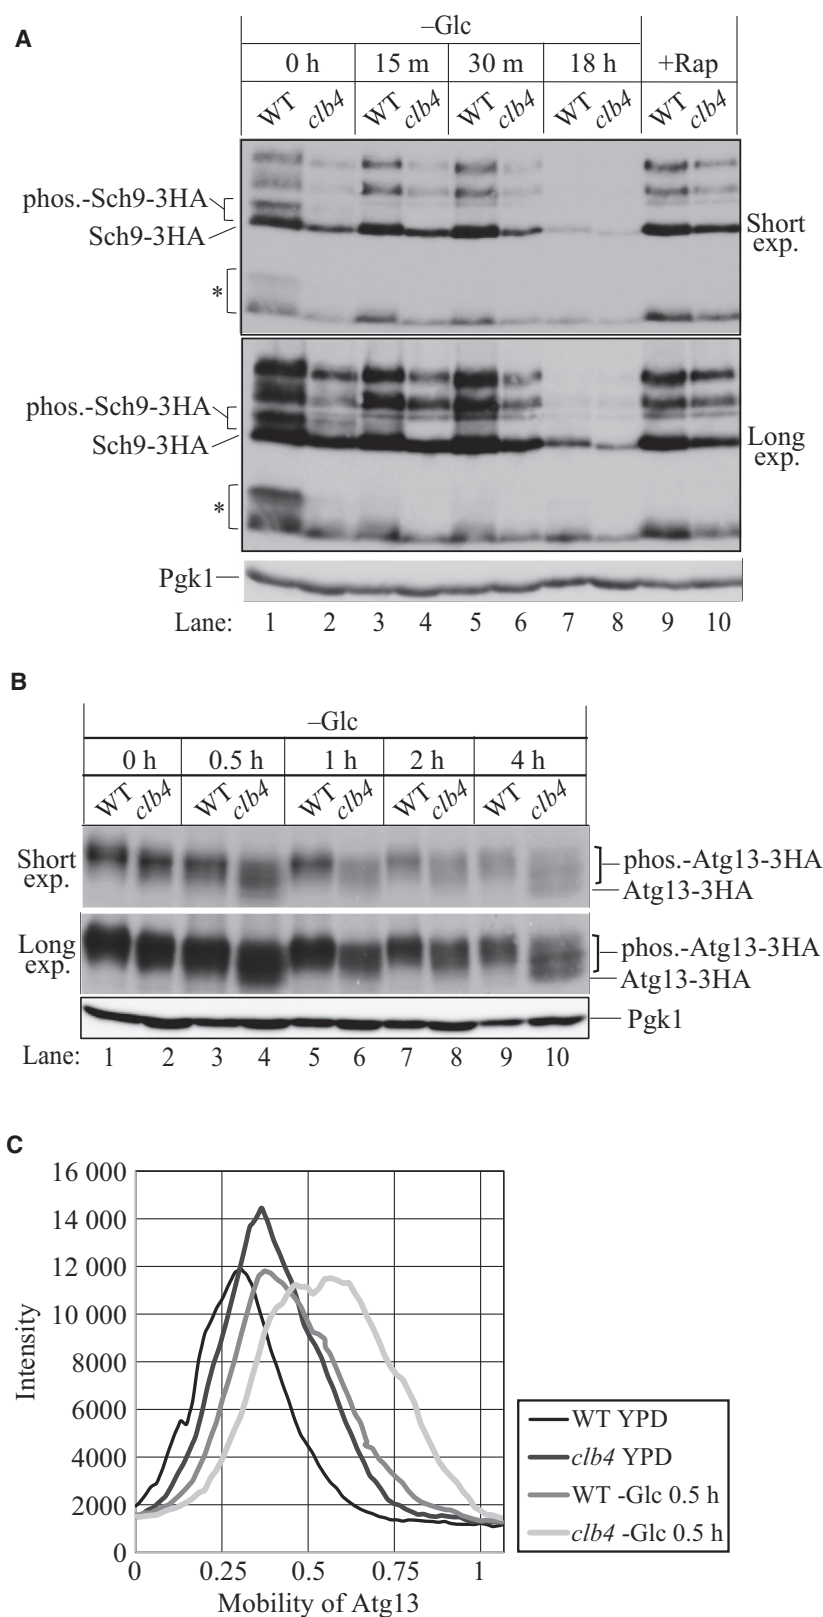 A
–Glc
0 h 15 m 30 m 18 h +Rap
WT clb4 WT clb4 WT clb4 WT clb4 WT clb4
phos.-Sch9-3HA
Sch9-3HA
*
Short
exp.
phos.-Sch9-3HA
Sch9-3HA
*
Long
exp.
Pgk1
Lane: 1 2 3 4 5 6 7 8 9 10
B
–Glc
0 h 0.5 h 1 h 2 h 4 h
WT clb4 WT clb4 WT clb4 WT clb4 WT clb4
Short
exp.
phos.-Atg13-3HA
Atg13-3HA
Long
exp.
phos.-Atg13-3HA
Atg13-3HA
Pgk1
Lane: 1 2 3 4 5 6 7 8 9 10
C
16 000
14 000
12 000
10 000
8000
6000
4000
2000
0
Intensity
0 0.25 0.5 0.75 1
Mobility of Atg13
WT YPD
clb4 YPD
WT -Glc 0.5 h
clb4 -Glc 0.5 h